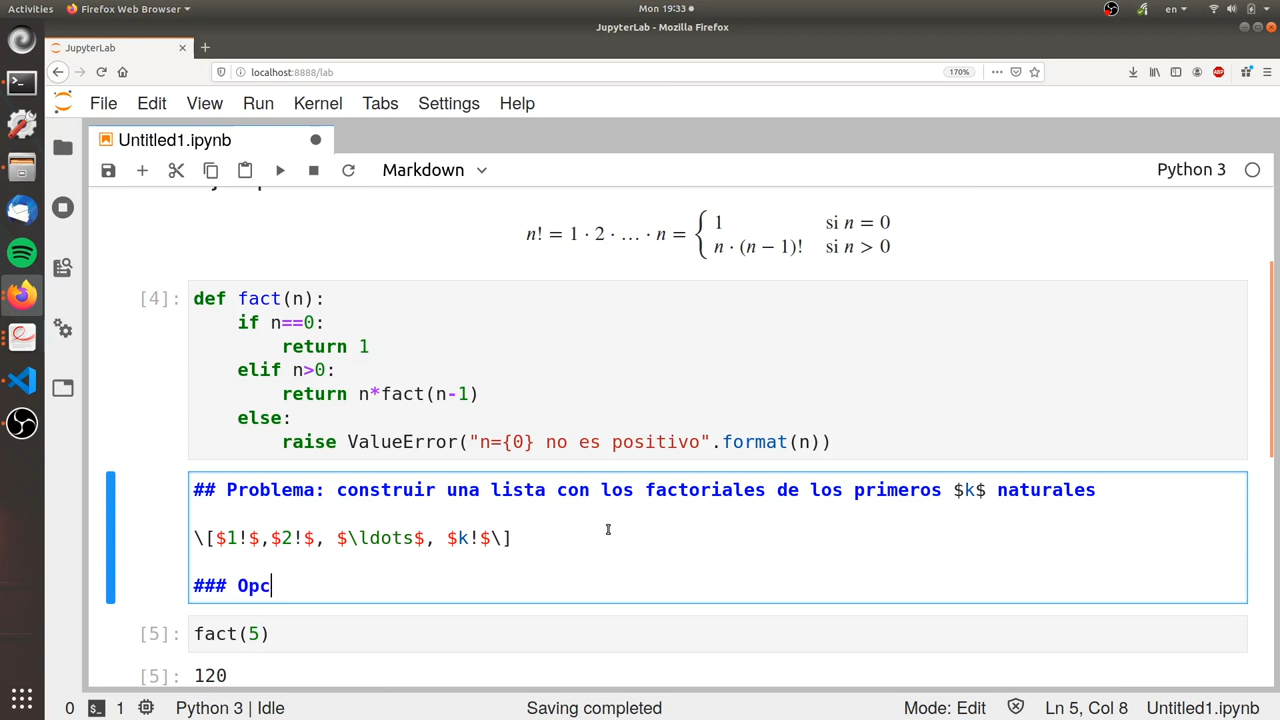 Activities Firefox Web Browser Mon 19:33 en
JupyterLab - Mozilla Firefox
JupyterLab
localhost:8888/lab 170% ABP
File Edit View Run Kernel Tabs Settings Help
Untitled1.ipynb
Markdown Python 3
n! = 1 · 2 · … · n = { 1 si n = 0
n · (n − 1)! si n > 0
[4]: def fact(n):
if n==0:
return 1
elif n>0:
return n*fact(n-1)
else:
raise ValueError("n={0} no es positivo".format(n))
## Problema: construir una lista con los factoriales de los primeros $k$ naturales
\[$1!$,$2!$, $\ldots$, $k!$\]
### Opc
[5]: fact(5)
[5]: 120
0 1 Python 3 | Idle Saving completed Mode: Edit Ln 5, Col 8 Untitled1.ipynb